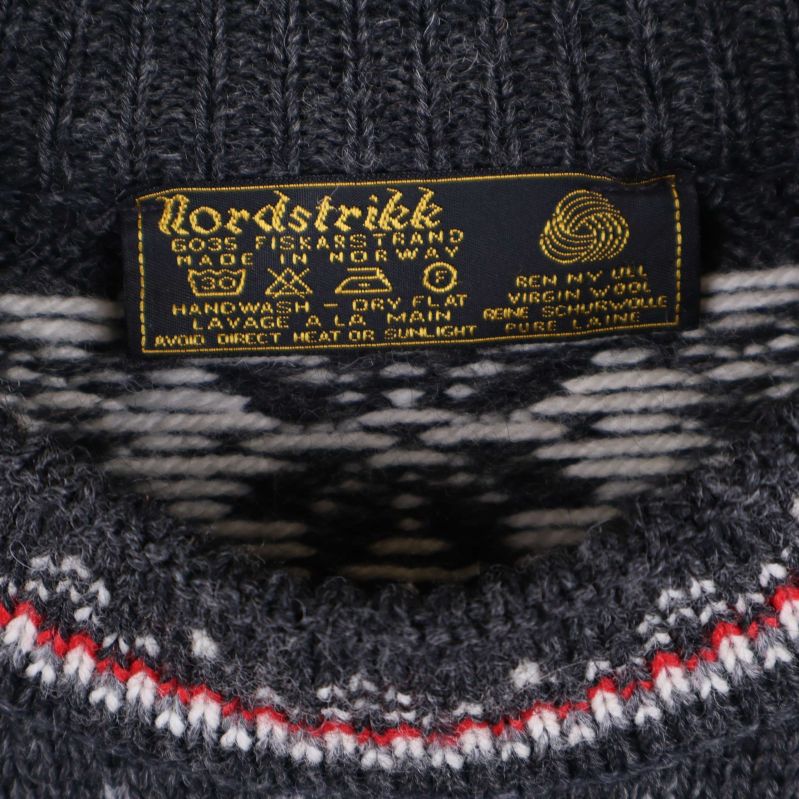 Nordstrikk
6035 FISKARSTRAND
MADE IN NORWAY
30 P
HANDWASH - DRY FLAT
LAVAGE A LA MAIN
AVOID DIRECT HEAT OR SUNLIGHT
REN NY ULL
VIRGIN WOOL
REINE SCHURWOLLE
PURE LAINE